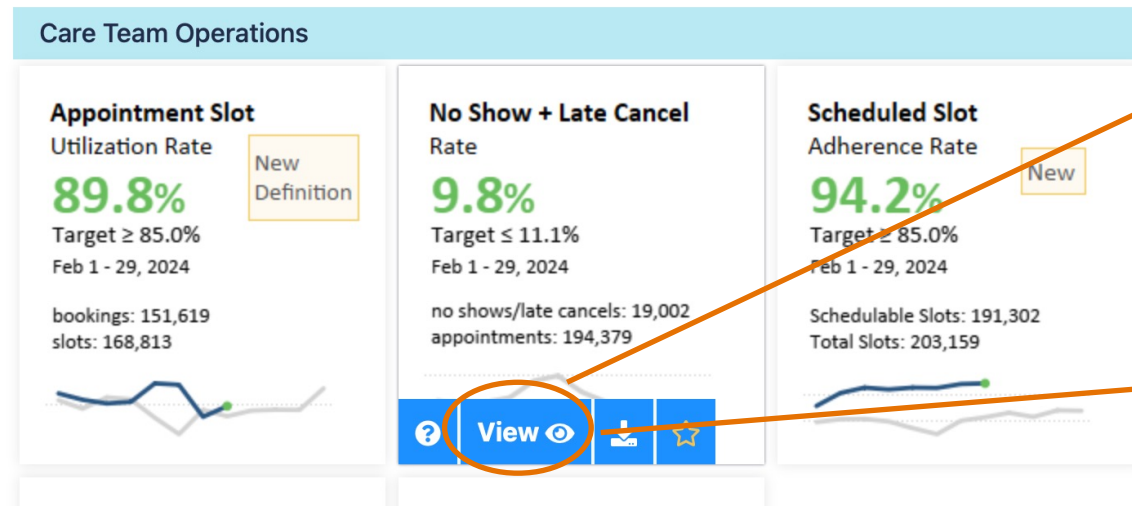 Care Team Operations
Appointment Slot
Utilization Rate
New
Definition
89.8%
Target ≥ 85.0%
Feb 1 - 29, 2024
bookings: 151,619
slots: 168,813
No Show + Late Cancel
Rate
9.8%
Target ≤ 11.1%
Feb 1 - 29, 2024
no shows/late cancels: 19,002
appointments: 194,379
? View
Scheduled Slot
Adherence Rate
New
94.2%
Target ≥ 85.0%
Feb 1 - 29, 2024
Schedulable Slots: 191,302
Total Slots: 203,159